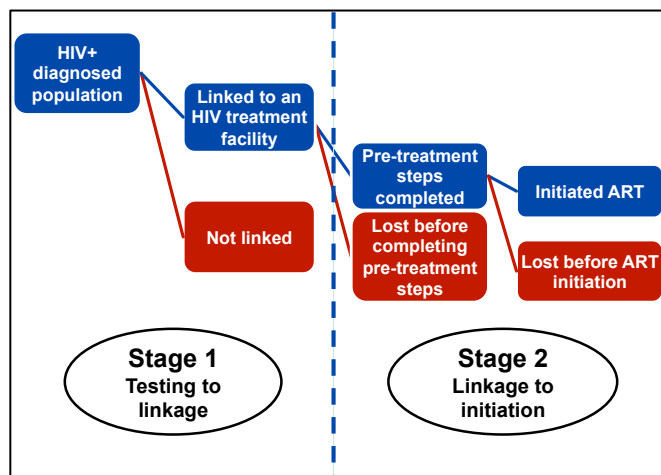 HIV+
diagnosed
population
Linked to an
HIV treatment
facility
Not linked
Pre-treatment
steps
completed
Lost before
completing
pre-treatment
steps
Initiated ART
Lost before ART
initiation
Stage 1
Testing to
linkage
Stage 2
Linkage to
initiation